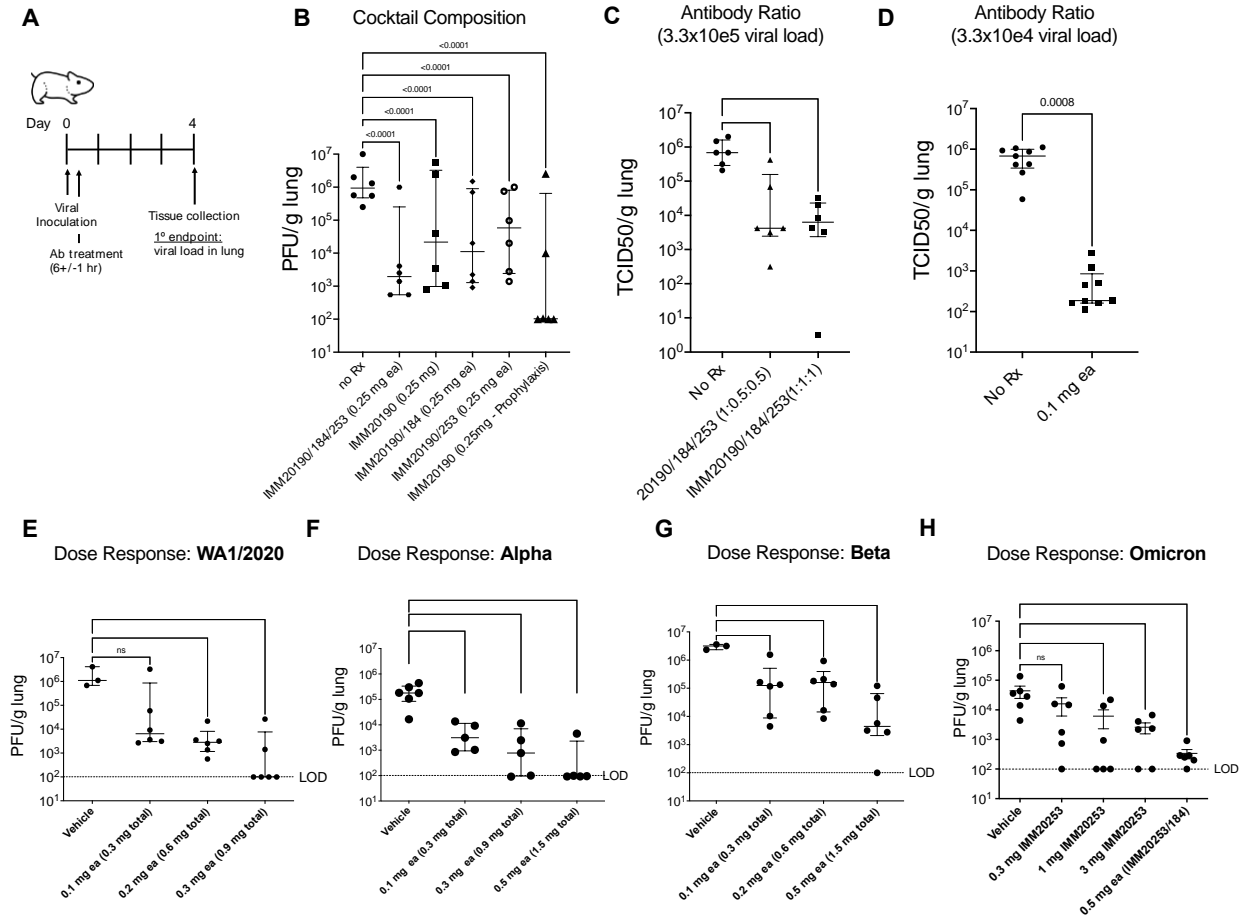 A
Day 0 4
Viral
Inoculation
Ab treatment
(6+/-1 hr)
Tissue collection
1º endpoint:
viral load in lung
B
Cocktail Composition
<0.0001
<0.0001
<0.0001
<0.0001
<0.0001
PFU/g lung
10^7
10^6
10^5
10^4
10^3
10^2
10^1
no Rx
IMM20190/184/253 (0.25 mg ea)
IMM20190 (0.25 mg)
IMM20190/184 (0.25 mg ea)
IMM20190/253 (0.25 mg ea)
IMM20190 (0.25mg - Prophylaxis)
C
Antibody Ratio
(3.3x10e5 viral load)
TCID50/g lung
10^7
10^6
10^5
10^4
10^3
10^2
10^1
10^0
No Rx
20190/184/253 (1:0.5:0.5)
IMM20190/184/253(1:1:1)
D
Antibody Ratio
(3.3x10e4 viral load)
0.0008
TCID50/g lung
10^7
10^6
10^5
10^4
10^3
10^2
10^1
No Rx
0.1 mg ea
E
Dose Response: WA1/2020
ns
PFU/g lung
10^7
10^6
10^5
10^4
10^3
10^2
10^1
LOD
Vehicle
0.1 mg ea (0.3 mg total)
0.2 mg ea (0.6 mg total)
0.3 mg ea (0.9 mg total)
F
Dose Response: Alpha
PFU/g lung
10^7
10^6
10^5
10^4
10^3
10^2
10^1
LOD
Vehicle
0.1 mg ea (0.3 mg total)
0.3 mg ea (0.9 mg total)
0.5 mg ea (1.5 mg total)
G
Dose Response: Beta
PFU/g lung
10^7
10^6
10^5
10^4
10^3
10^2
10^1
LOD
Vehicle
0.1 mg ea (0.3 mg total)
0.2 mg ea (0.6 mg total)
0.5 mg ea (1.5 mg total)
H
Dose Response: Omicron
ns
PFU/g lung
10^7
10^6
10^5
10^4
10^3
10^2
10^1
LOD
Vehicle
0.3 mg IMM20253
1 mg IMM20253
3 mg IMM20253
0.5 mg ea (IMM20253/184)